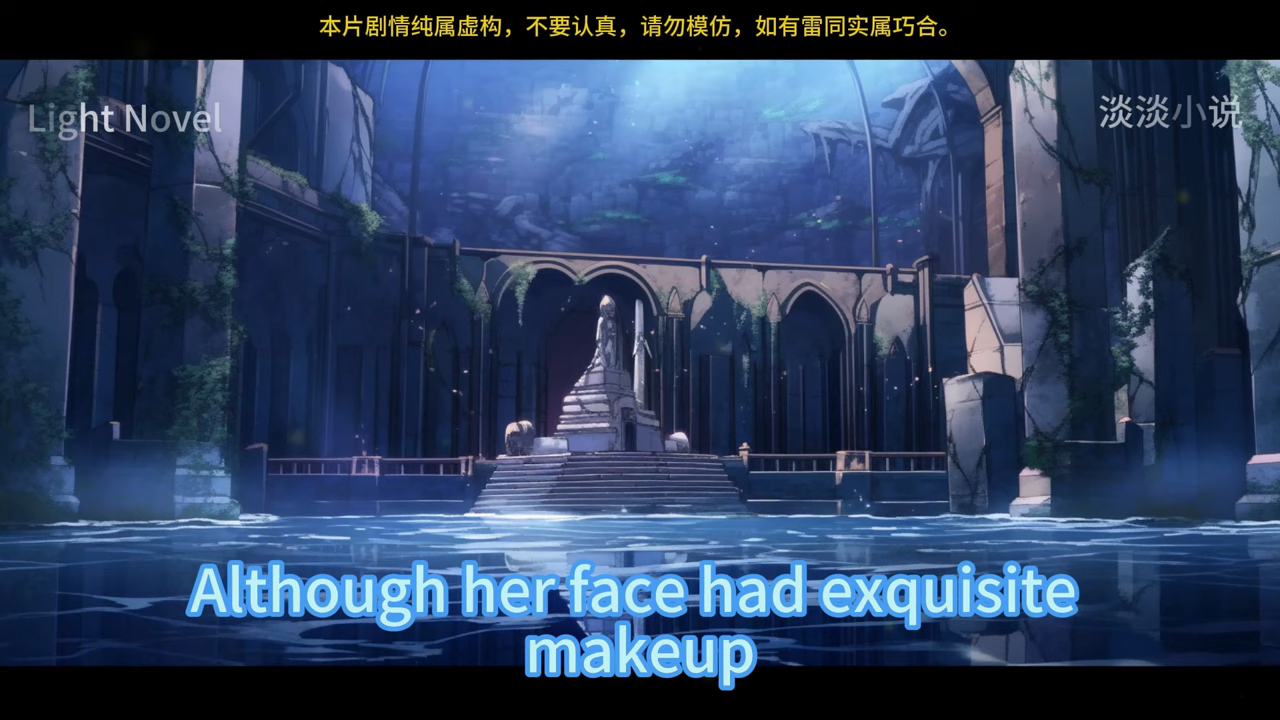 本片剧情纯属虚构，不要认真，请勿模仿，如有雷同实属巧合。
Light Novel
淡淡小说
Although her face had exquisite
makeup